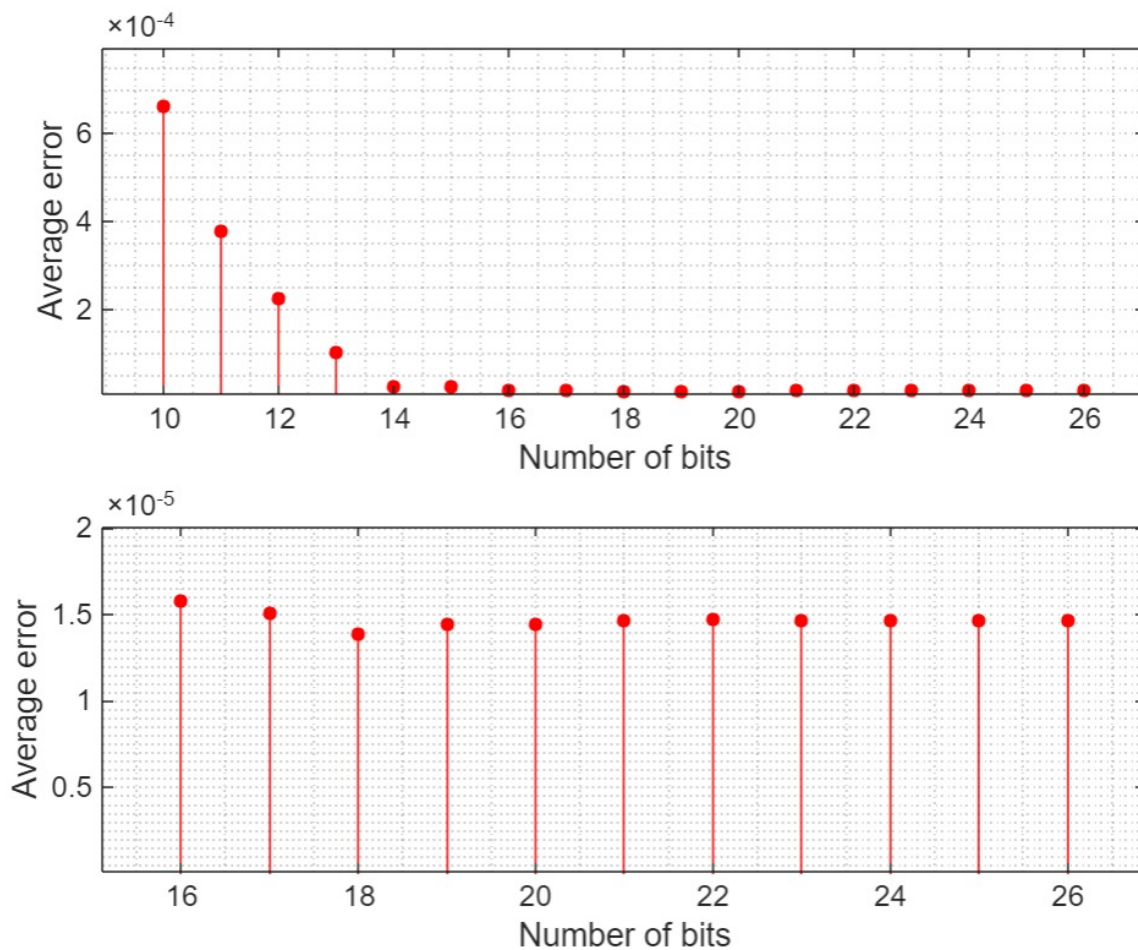 ×10-4
6
4
2
Average error
10 12 14 16 18 20 22 24 26
Number of bits
×10-5
2
1.5
1
0.5
Average error
16 18 20 22 24 26
Number of bits